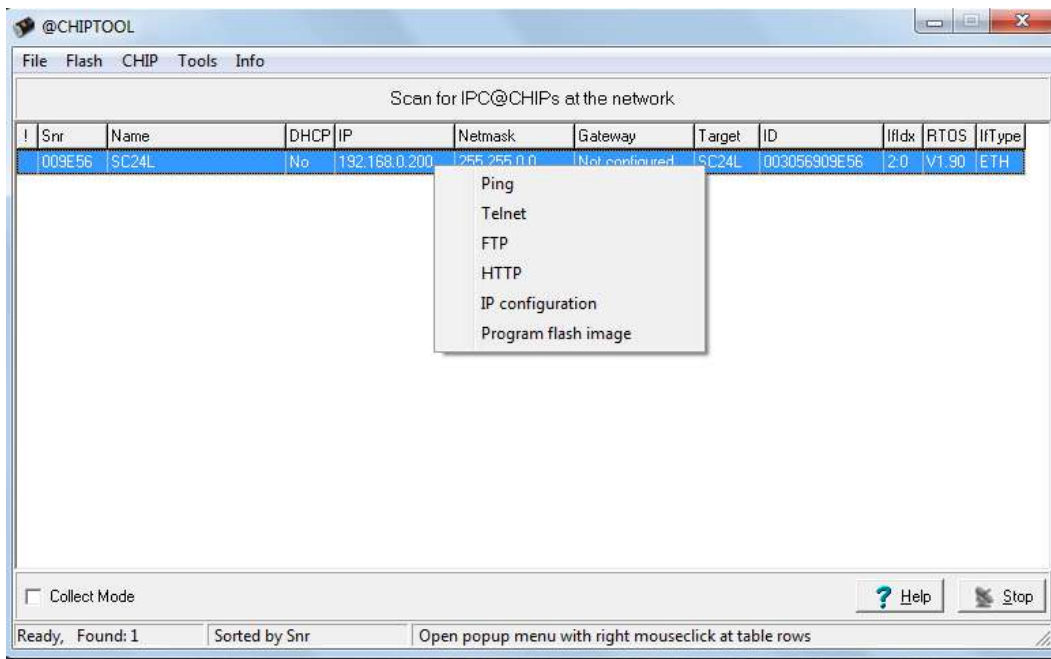 @CHIPTOOL
File Flash CHIP Tools Info
Scan for IPC@CHIPs at the network
! Snr Name DHCP IP Netmask Gateway Target ID IfIdx RTOS IfType
009E56 SC24L No 192.168.0.200 255.255.0.0 Not configured SC24L 003056909E56 2:0 V1.90 ETH
Ping
Telnet
FTP
HTTP
IP configuration
Program flash image
Collect Mode
? Help
Stop
Ready, Found: 1 Sorted by Snr Open popup menu with right mouseclick at table rows